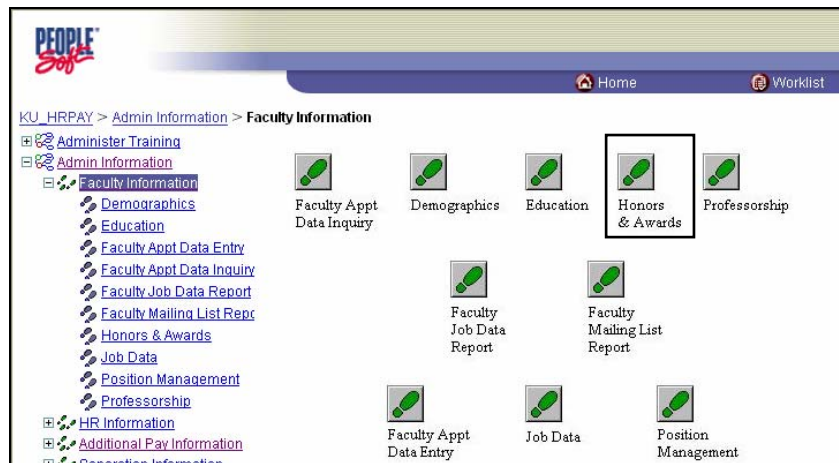 PEOPLE
Soft
Home
Worklist
KU_HRPAY > Admin Information > Faculty Information
Administer Training
Admin Information
Faculty Information
Demographics
Education
Faculty Appt Data Entry
Faculty Appt Data Inquiry
Faculty Job Data Report
Faculty Mailing List Repo
Honors & Awards
Job Data
Position Management
Professorship
HR Information
Additional Pay Information
Separation Information
Faculty Appt
Data Inquiry
Demographics
Education
Honors
& Awards
Professorship
Faculty
Job Data
Report
Faculty
Mailing List
Report
Faculty Appt
Data Entry
Job Data
Position
Management